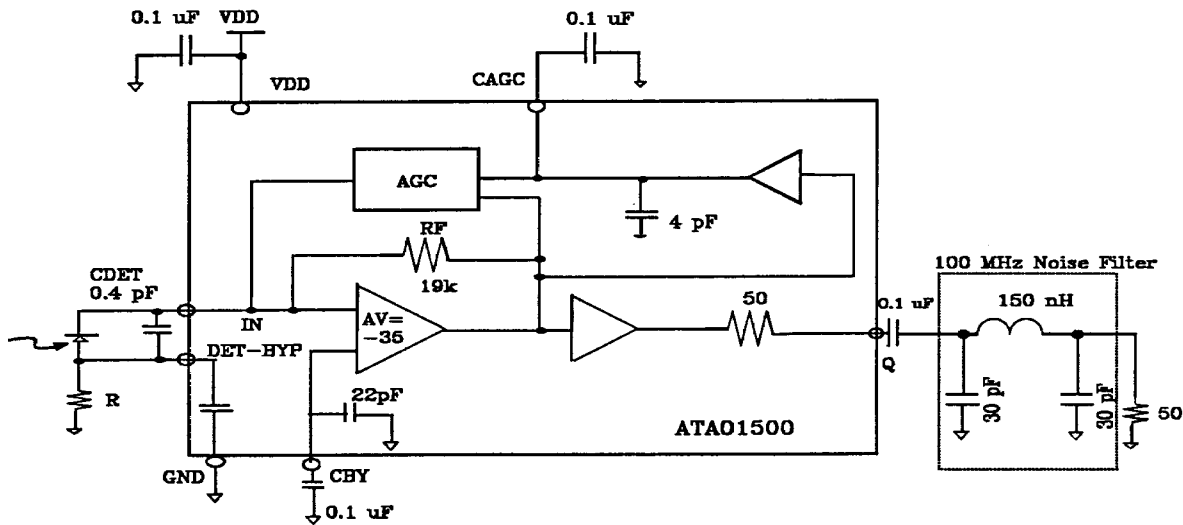 0.1 uF
VDD
0.1 uF
VDD
CAGC
AGC
4 pF
RF
19k
CDET
0.4 pF
IN
AV=
-35
50
100 MHz Noise Filter
0.1 uF
150 nH
DET-BYP
R
22pF
Q
30 pF
30 pF
50
ATA01500
GND
CBY
0.1 uF